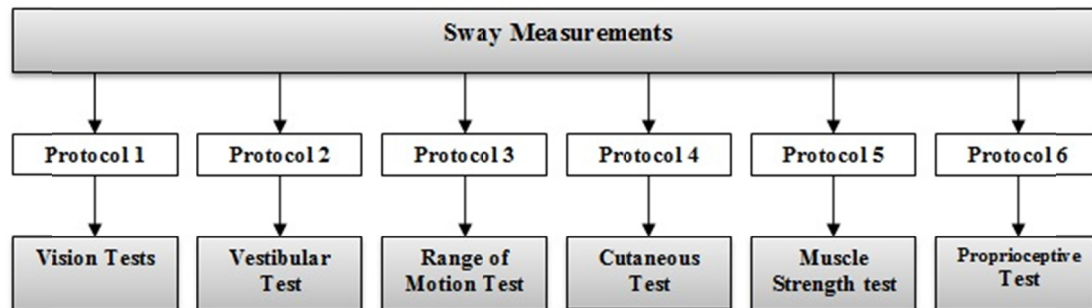 Sway Measurements
Protocol 1
Protocol 2
Protocol 3
Protocol 4
Protocol 5
Protocol 6
Vision Tests
Vestibular
Test
Range of
Motion Test
Cutaneous
Test
Muscle
Strength test
Proprioceptive
Test